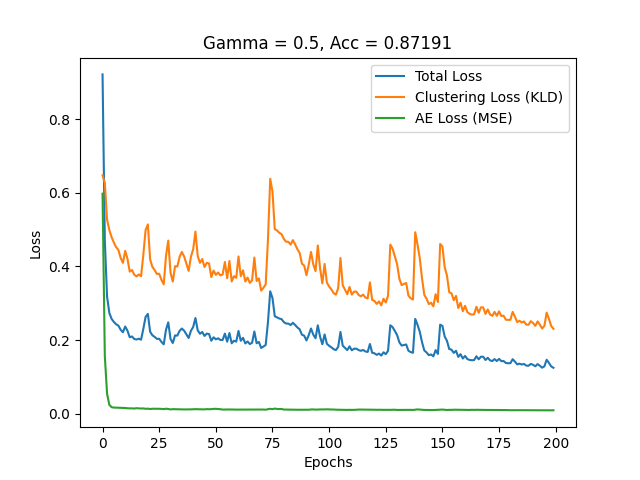 Gamma = 0.5, Acc = 0.87191
Total Loss
Clustering Loss (KLD)
AE Loss (MSE)
Loss
0.8
0.6
0.4
0.2
0.0
0 25 50 75 100 125 150 175 200
Epochs